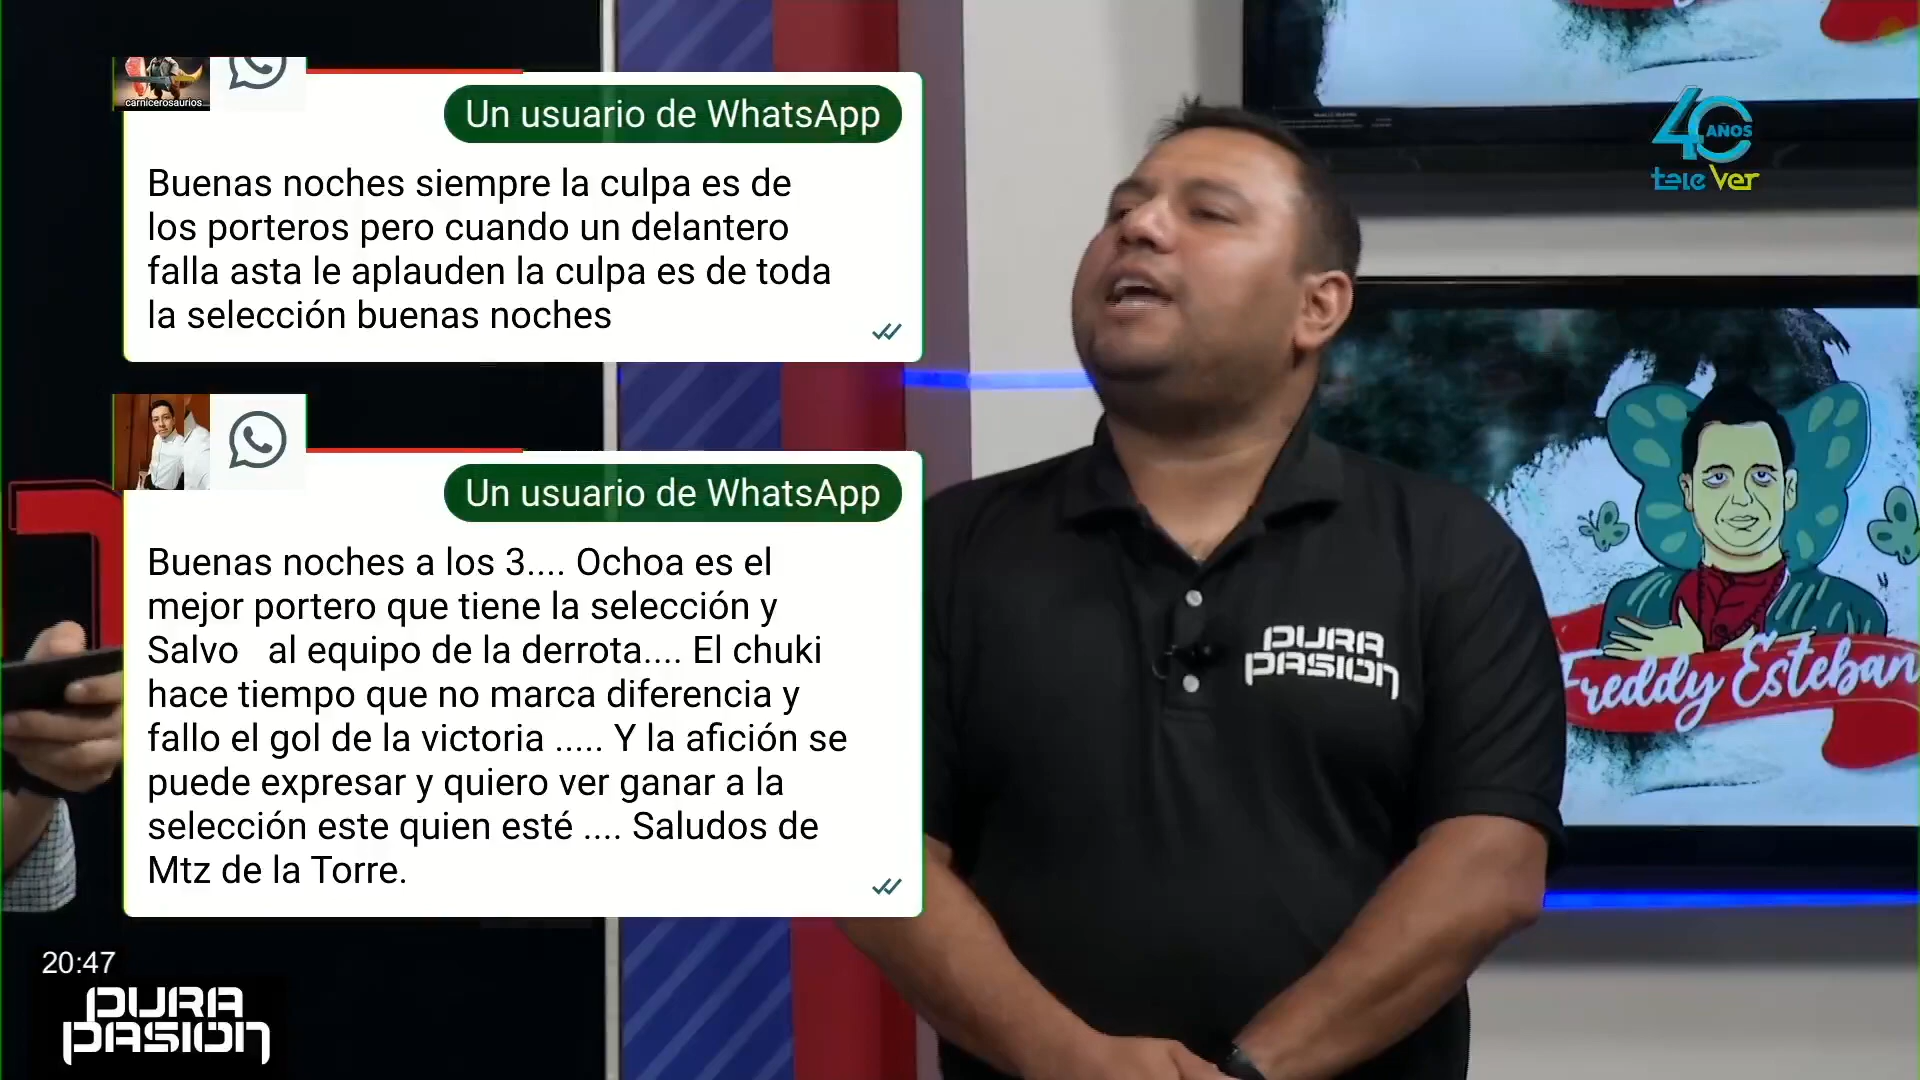 carnicerosaurios
Un usuario de WhatsApp
Buenas noches siempre la culpa es de
los porteros pero cuando un delantero
falla asta le aplauden la culpa es de toda
la selección buenas noches
Un usuario de WhatsApp
Buenas noches a los 3.... Ochoa es el
mejor portero que tiene la selección y
Salvo   al equipo de la derrota.... El chuki
hace tiempo que no marca diferencia y
fallo el gol de la victoria ..... Y la afición se
puede expresar y quiero ver ganar a la
selección este quien esté .... Saludos de
Mtz de la Torre.
20:47
PURA
PASION
40
AÑOS
teleVer
PURA
PASION
Freddy Esteban